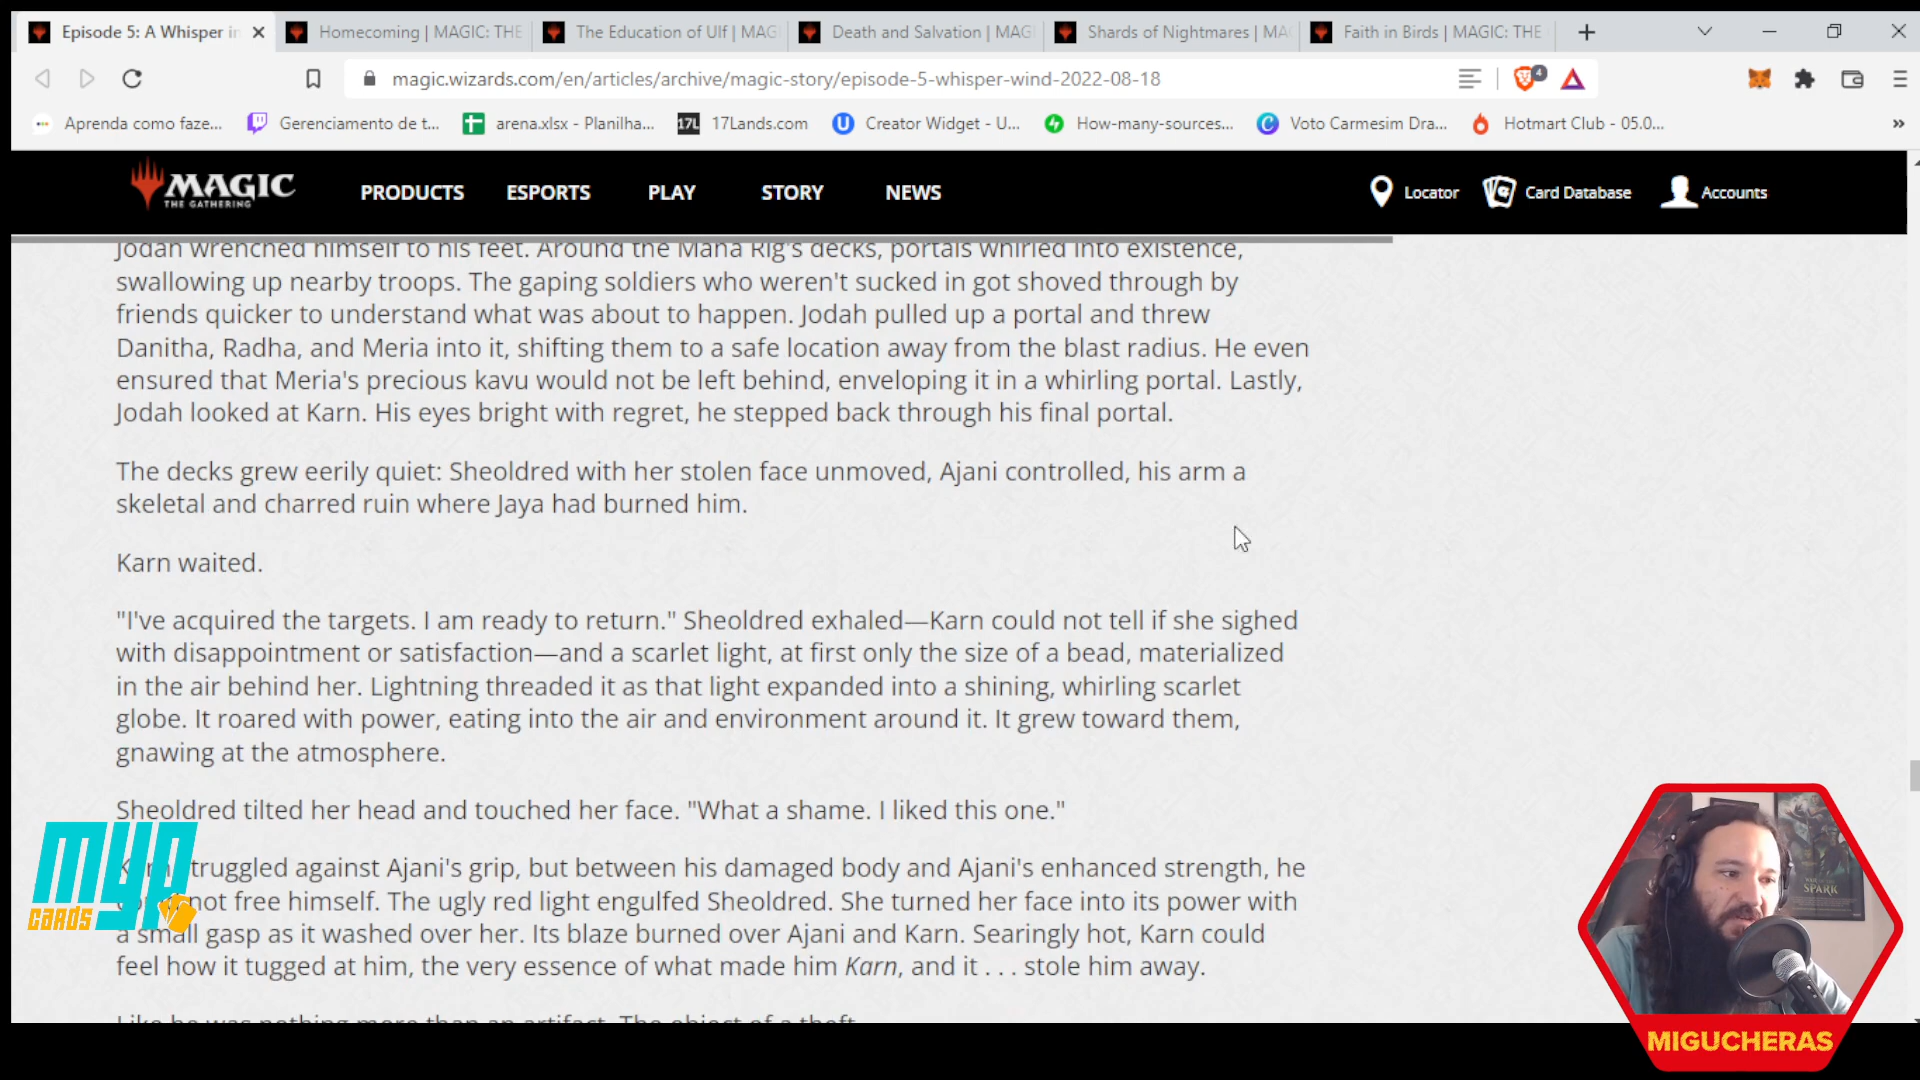 Episode 5: A Whisper in
Homecoming | MAGIC: THE
The Education of Ulf | MAG
Death and Salvation | MAG
Shards of Nightmares | MA
Faith in Birds | MAGIC: THE
magic.wizards.com/en/articles/archive/magic-story/episode-5-whisper-wind-2022-08-18
4
Aprenda como faze...
Gerenciamento de t...
arena.xlsx - Planilha...
17L 17Lands.com
Creator Widget - U...
How-many-sources...
Voto Carmesim Dra...
Hotmart Club - 05.0...
MAGIC
THE GATHERING
PRODUCTS
ESPORTS
PLAY
STORY
NEWS
Locator
Card Database
Accounts
Jodah wrenched himself to his feet. Around the Mana Rig's decks, portals whirled into existence,
swallowing up nearby troops. The gaping soldiers who weren't sucked in got shoved through by
friends quicker to understand what was about to happen. Jodah pulled up a portal and threw
Danitha, Radha, and Meria into it, shifting them to a safe location away from the blast radius. He even
ensured that Meria's precious kavu would not be left behind, enveloping it in a whirling portal. Lastly,
Jodah looked at Karn. His eyes bright with regret, he stepped back through his final portal.
The decks grew eerily quiet: Sheoldred with her stolen face unmoved, Ajani controlled, his arm a
skeletal and charred ruin where Jaya had burned him.
Karn waited.
"I've acquired the targets. I am ready to return." Sheoldred exhaled—Karn could not tell if she sighed
with disappointment or satisfaction—and a scarlet light, at first only the size of a bead, materialized
in the air behind her. Lightning threaded it as that light expanded into a shining, whirling scarlet
globe. It roared with power, eating into the air and environment around it. It grew toward them,
gnawing at the atmosphere.
Sheoldred tilted her head and touched her face. "What a shame. I liked this one."
Karn struggled against Ajani's grip, but between his damaged body and Ajani's enhanced strength, he
could not free himself. The ugly red light engulfed Sheoldred. She turned her face into its power with
a small gasp as it washed over her. Its blaze burned over Ajani and Karn. Searingly hot, Karn could
feel how it tugged at him, the very essence of what made him Karn, and it . . . stole him away.
Like he was nothing more than an artifact. The object of a theft.
MYP
CARDS
SPARK
MIGUCHERAS